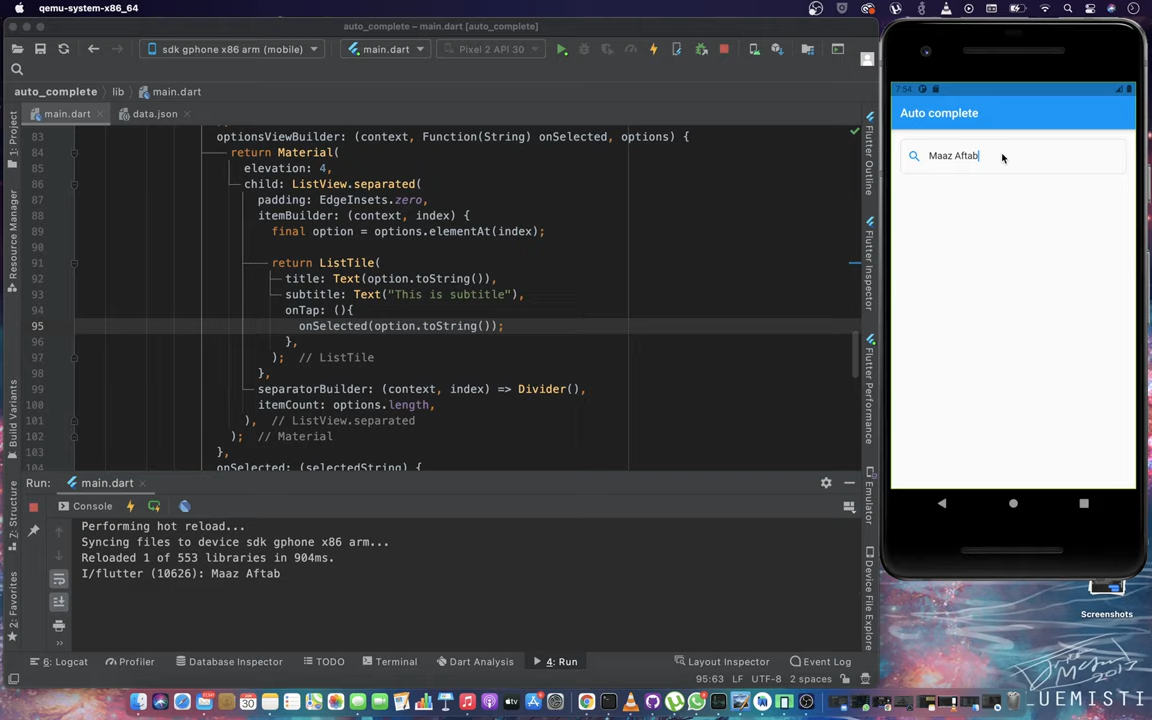 qemu-system-x86_64
auto_complete – main.dart [auto_complete]
sdk gphone x86 arm (mobile)
main.dart
Pixel 2 API 30
auto_complete
lib
main.dart
main.dart
data.json
1: Project
Resource Manager
Build Variants
Z: Structure
2: Favorites
83 optionsViewBuilder: (context, Function(String) onSelected, options) {
84 return Material(
85 elevation: 4,
86 child: ListView.separated(
87 padding: EdgeInsets.zero,
88 itemBuilder: (context, index) {
89 final option = options.elementAt(index);
90
91 return ListTile(
92 title: Text(option.toString()),
93 subtitle: Text("This is subtitle"),
94 onTap: (){
95 onSelected(option.toString());
96 },
97 ); // ListTile
98 },
99 separatorBuilder: (context, index) => Divider(),
100 itemCount: options.length,
101 ), // ListView.separated
102 ); // Material
103 },
104 onSelected: (selectedString) {
Flutter Outline
Flutter Inspector
Flutter Performance
Emulator
Device File Explorer
Run:
main.dart
Console
Performing hot reload...
Syncing files to device sdk gphone x86 arm...
Reloaded 1 of 553 libraries in 904ms.
I/flutter (10626): Maaz Aftab
6: Logcat
Profiler
Database Inspector
TODO
Terminal
Dart Analysis
4: Run
Layout Inspector
Event Log
95:63 LF UTF-8 2 spaces
7:54
Auto complete
Maaz Aftab
Screenshots
30
UEMISTI